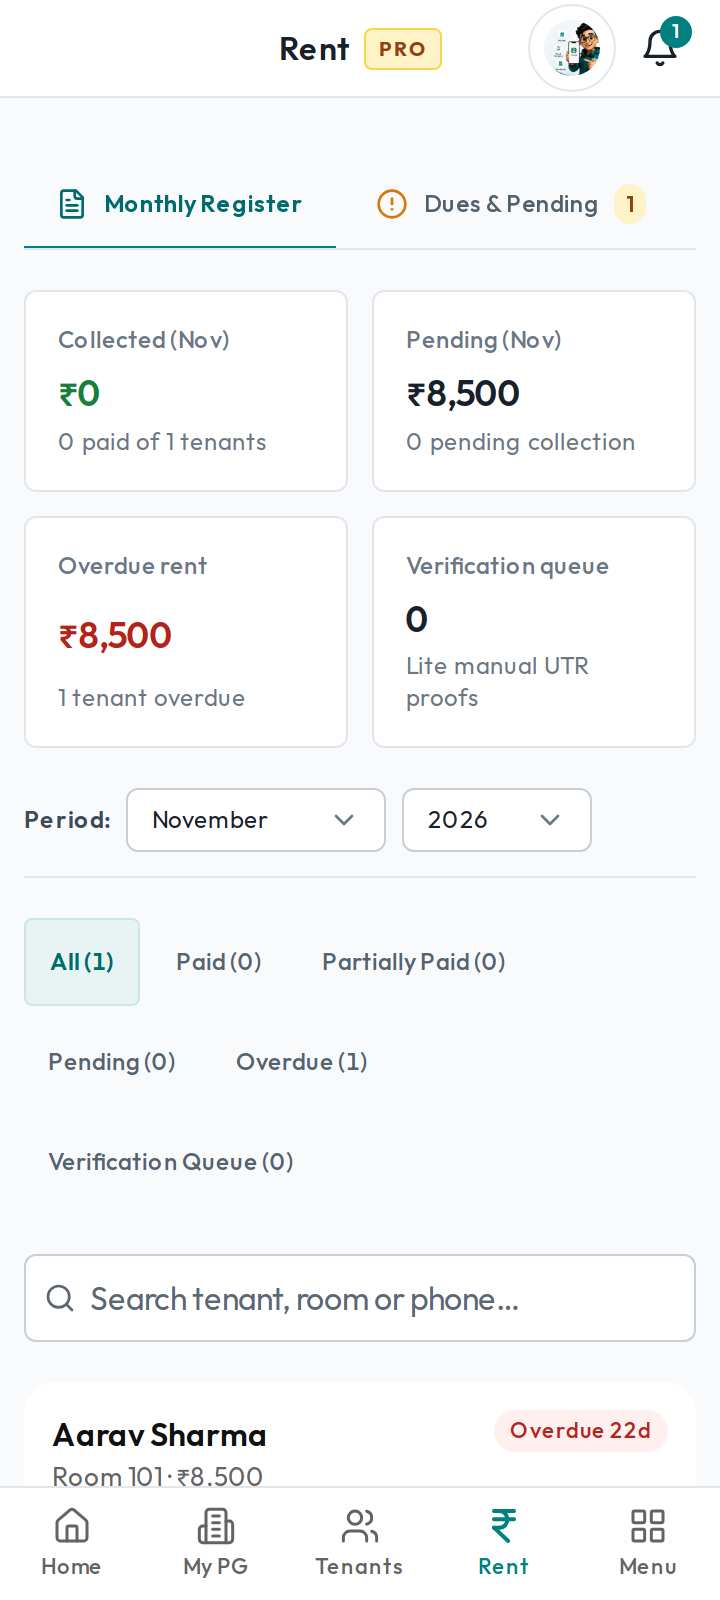 Rent PRO
1
Monthly Register
Dues & Pending 1
Collected (Nov)
₹0
0 paid of 1 tenants
Pending (Nov)
₹8,500
0 pending collection
Overdue rent
₹8,500
1 tenant overdue
Verification queue
0
Lite manual UTR
proofs
Period: November 2026
All (1) Paid (0) Partially Paid (0)
Pending (0) Overdue (1)
Verification Queue (0)
Search tenant, room or phone...
Aarav Sharma Overdue 22d
Room 101 · ₹8,500
Home My PG Tenants Rent Menu